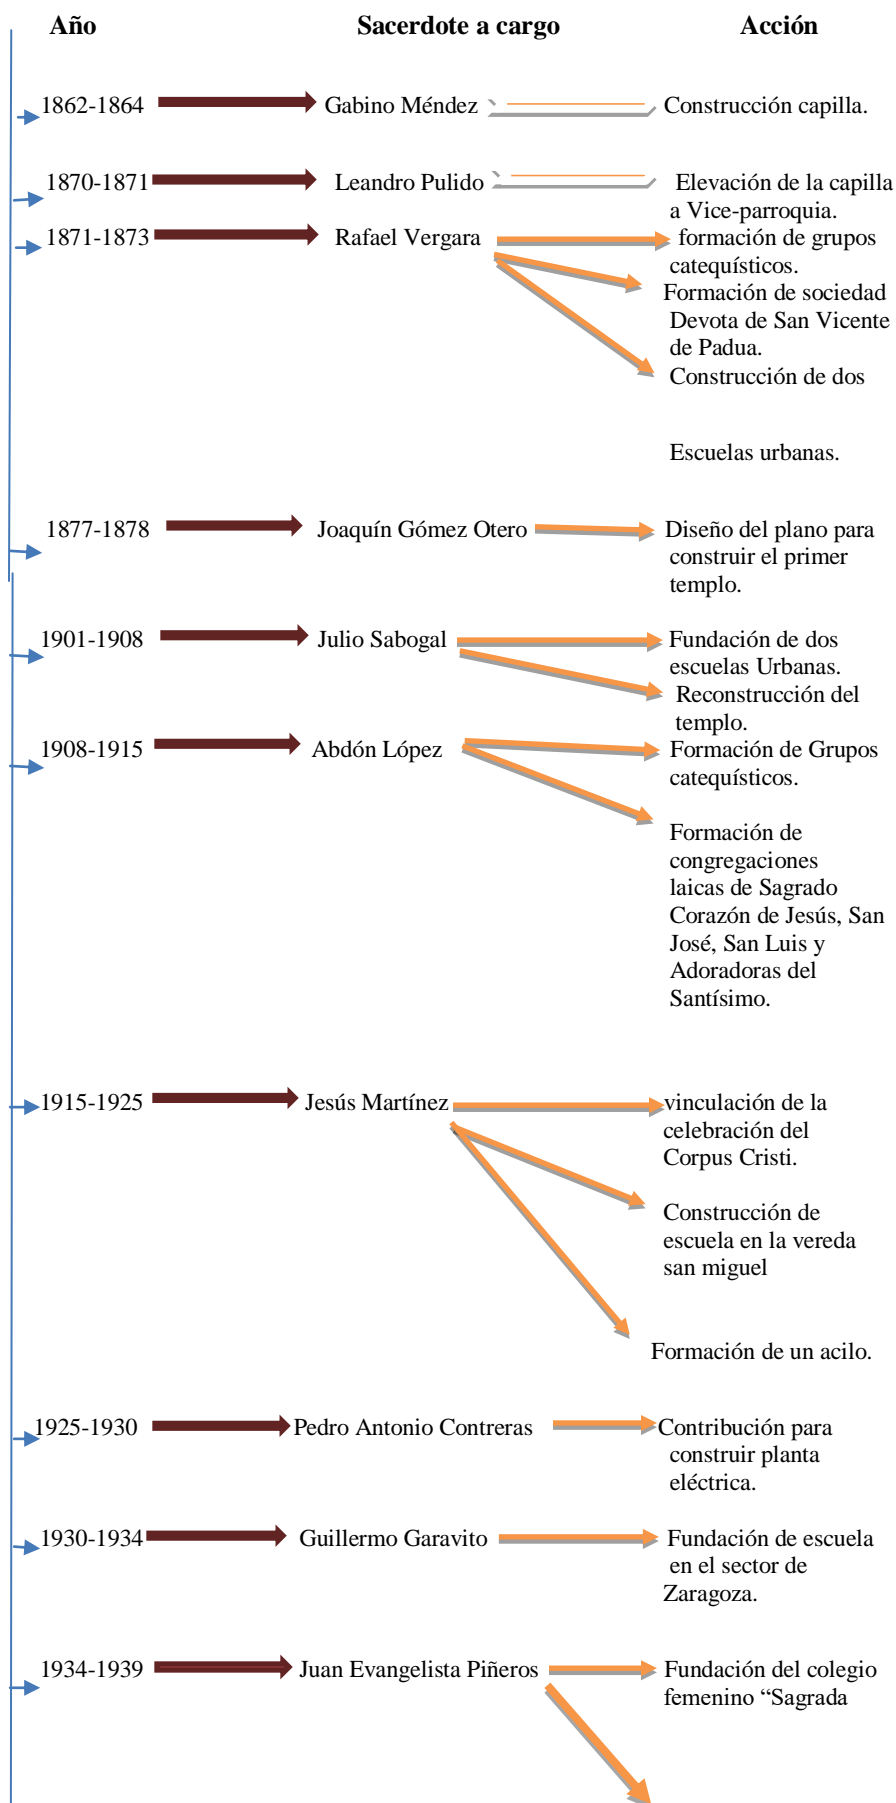 Año Sacerdote a cargo Acción
1862-1864 Gabino Méndez Construcción capilla.
1870-1871 Leandro Pulido Elevación de la capilla
a Vice-parroquia.
1871-1873 Rafael Vergara formación de grupos
catequísticos.
Formación de sociedad
Devota de San Vicente
de Padua.
Construcción de dos
Escuelas urbanas.
1877-1878 Joaquín Gómez Otero Diseño del plano para
construir el primer
templo.
1901-1908 Julio Sabogal Fundación de dos
escuelas Urbanas.
Reconstrucción del
templo.
1908-1915 Abdón López Formación de Grupos
catequísticos.
Formación de
congregaciones
laicas de Sagrado
Corazón de Jesús, San
José, San Luis y
Adoradoras del
Santísimo.
1915-1925 Jesús Martínez vinculación de la
celebración del
Corpus Cristi.
Construcción de
escuela en la vereda
san miguel
Formación de un acilo.
1925-1930 Pedro Antonio Contreras Contribución para
construir planta
eléctrica.
1930-1934 Guillermo Garavito Fundación de escuela
en el sector de
Zaragoza.
1934-1939 Juan Evangelista Piñeros Fundación del colegio
femenino “Sagrada